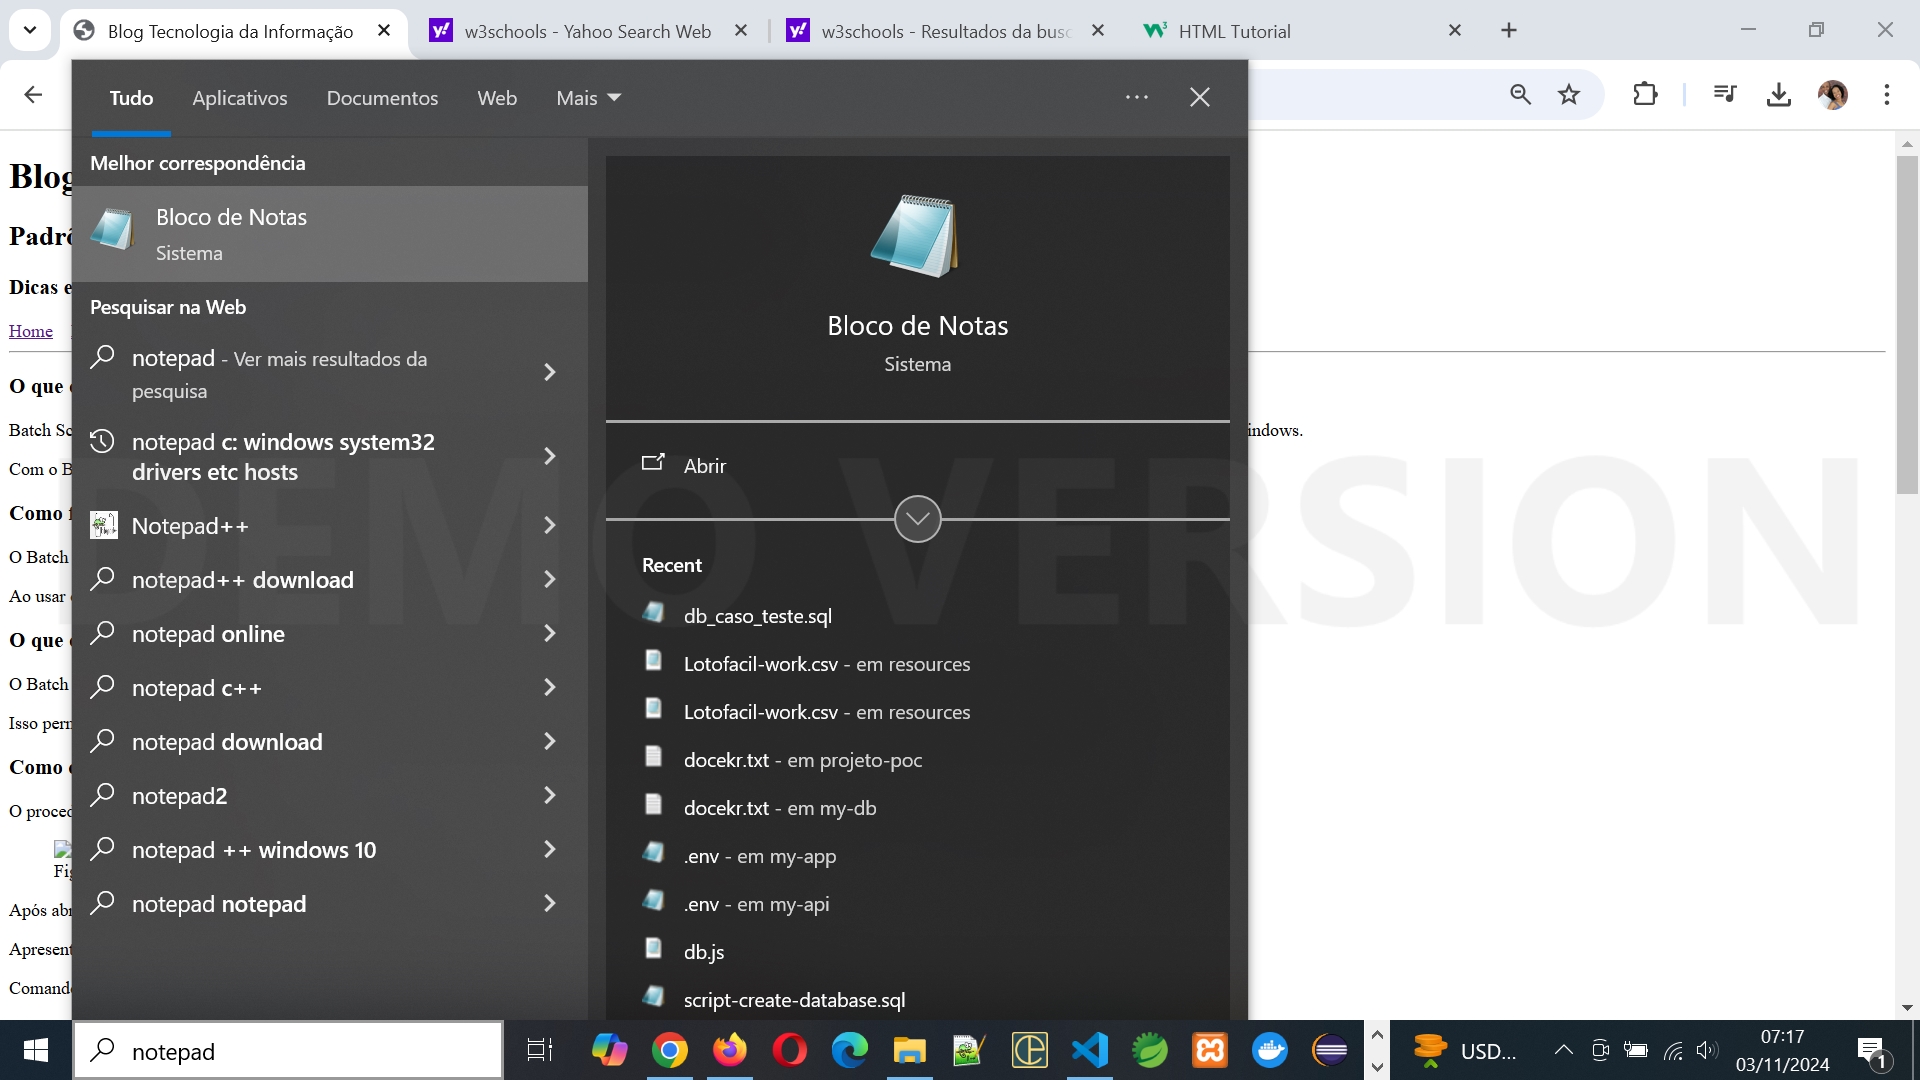 Blog Tecnologia da Informação
w3schools - Yahoo Search Web
w3schools - Resultados da busc
HTML Tutorial
Tudo
Aplicativos
Documentos
Web
Mais
Melhor correspondência
Bloco de Notas
Sistema
Pesquisar na Web
notepad - Ver mais resultados da
pesquisa
notepad c: windows system32
drivers etc hosts
Notepad++
notepad++ download
notepad online
notepad c++
notepad download
notepad2
notepad ++ windows 10
notepad notepad
Bloco de Notas
Sistema
Abrir
Recent
db_caso_teste.sql
Lotofacil-work.csv - em resources
Lotofacil-work.csv - em resources
docekr.txt - em projeto-poc
docekr.txt - em my-db
.env - em my-app
.env - em my-api
db.js
script-create-database.sql
Blog
Padrõ
Dicas e
Home
O que
Batch Sc
indows.
Com o B
Como f
O Batch
Ao usar
O que
O Batch
Isso perm
Como
O proced
Fig
Após abr
Apresent
Comando
DEMO VERSION
notepad
USD...
07:17
03/11/2024
1